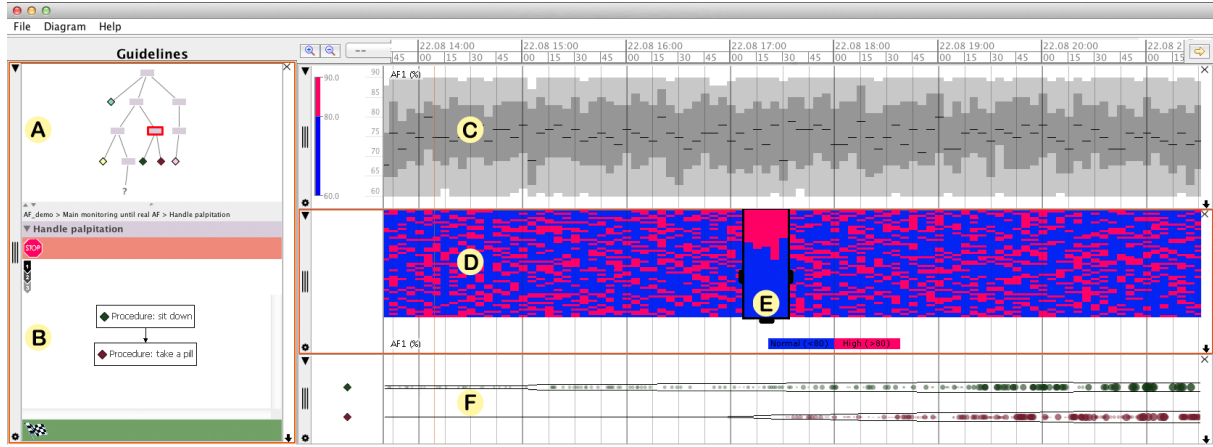 File Diagram Help
Guidelines
--
22.08 14:00 22.08 15:00 22.08 16:00 22.08 17:00 22.08 18:00 22.08 19:00 22.08 20:00 22.08 2
45 00 15 30 45 00 15 30 45 00 15 30 45 00 15 30 45 00 15 30 45 00 15 30 45 00 15 30 45 00 15
A
?
AF_demo > Main monitoring until real AF > Handle palpitation
Handle palpitation
STOP
B
Procedure: sit down
Procedure: take a pill
90.0
80.0
60.0
90
85
80
75
70
65
60
AF1 (%)
C
D
E
AF1 (%)
Normal (<80) High (>80)
F